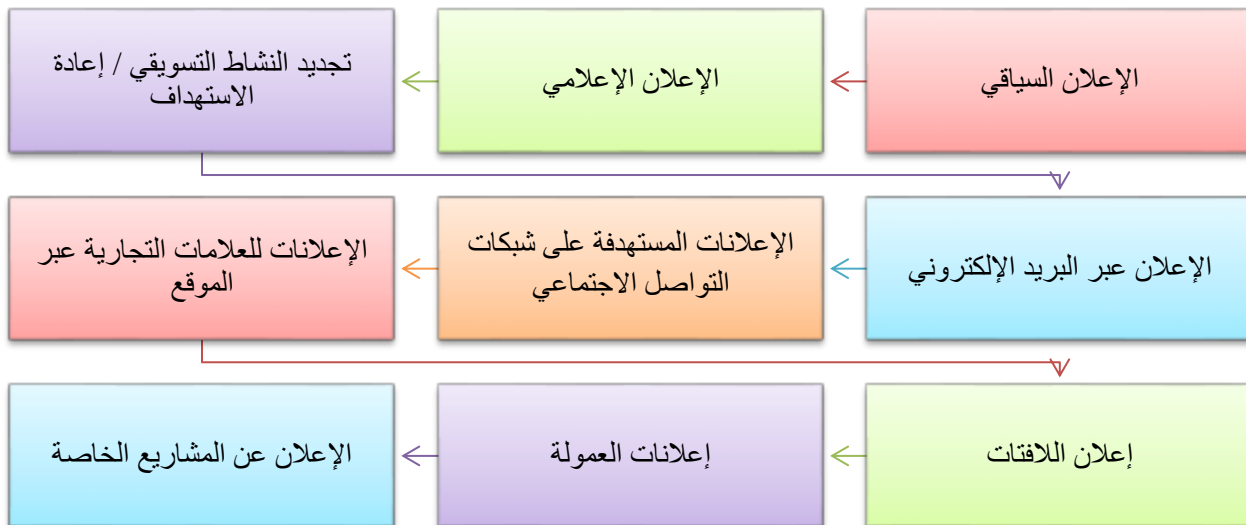 الإعلان السياقي
الإعلان الإعلامي
تجديد النشاط التسويقي / إعادة
الاستهداف
الإعلان عبر البريد الإلكتروني
الإعلانات المستهدفة على شبكات
التواصل الاجتماعي
الإعلانات للعلامات التجارية عبر
الموقع
إعلان اللافتات
إعلانات العمولة
الإعلان عن المشاريع الخاصة